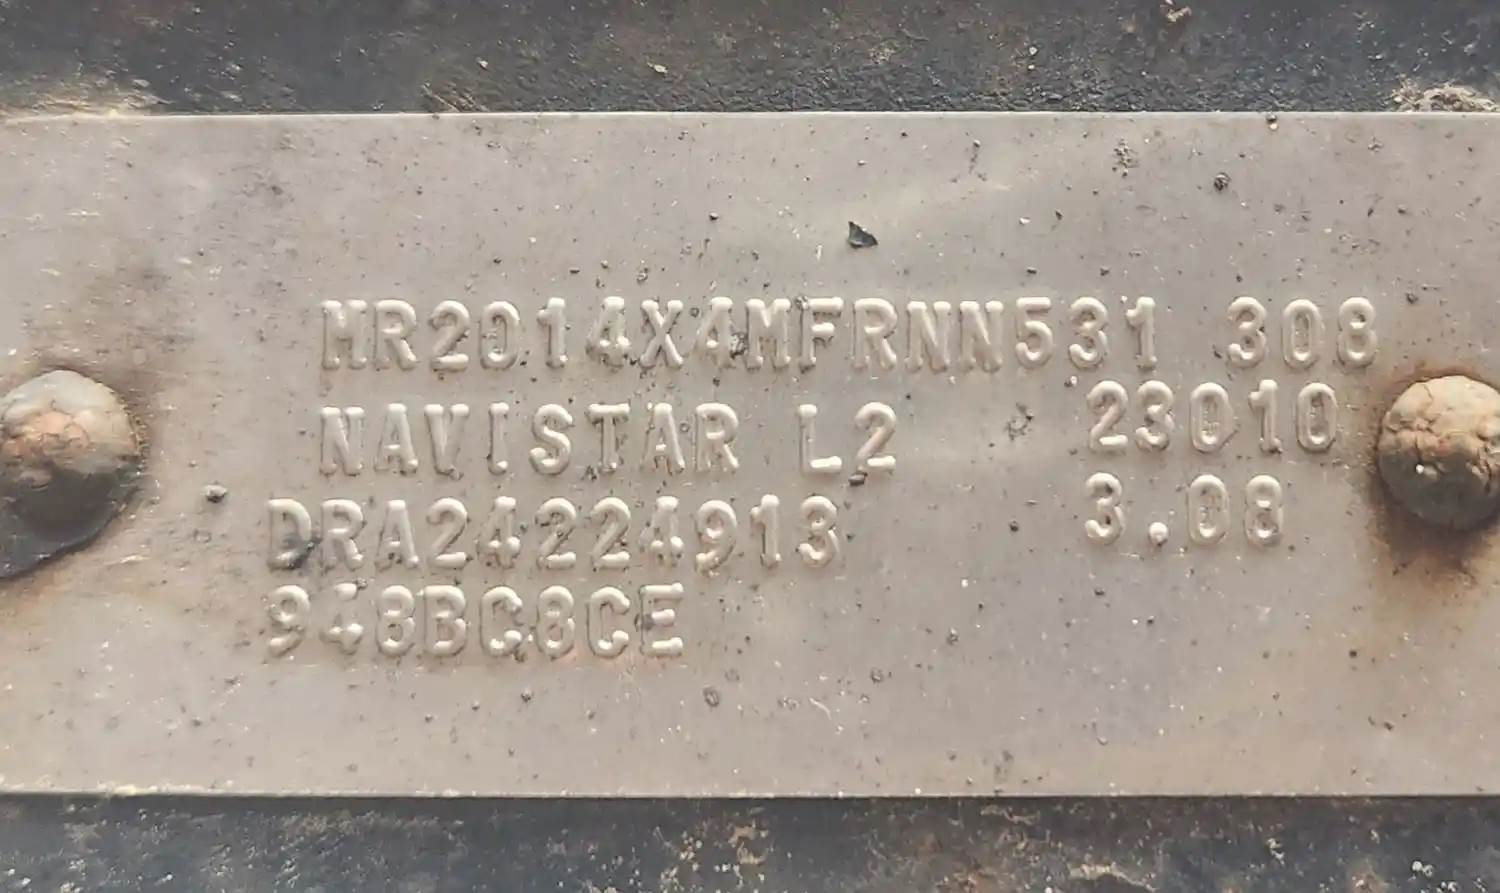 MR2014X4MFRNN531 308
NAVISTAR L2 23010
DRA24224913 3.08
948BC8CE